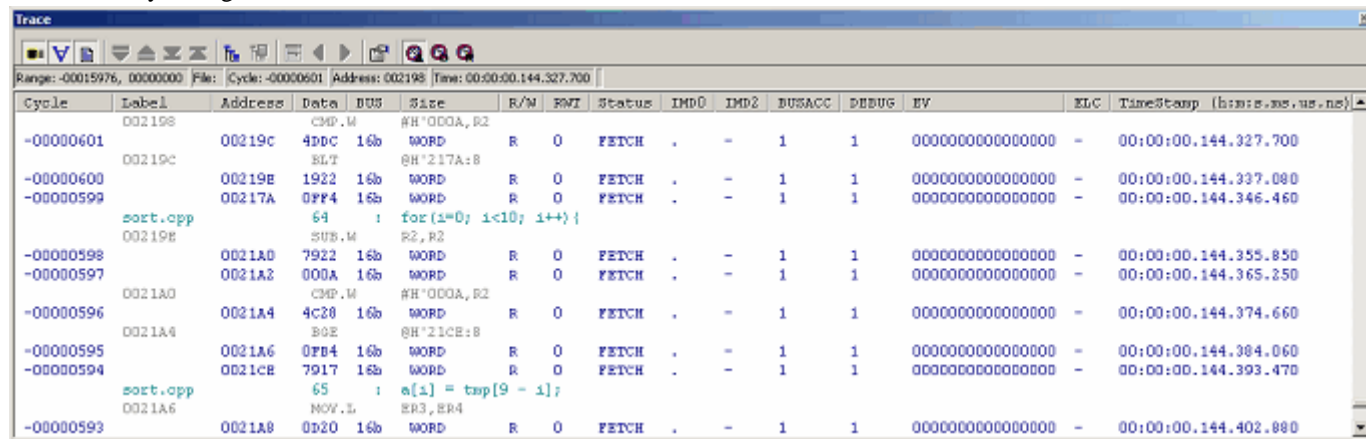 Trace
Range: -00015976, 00000000 File: Cycle: -00000601 Address: 002198 Time: 00:00:00.144.327.700
Cycle Label Address Data BUS Size R/W RWT Status IMD0 IMD2 BUSACC DEBUG EV ELC TimeStamp (h:m:s.ms.us.ns)
002198 CMP.W #H'000A,R2
-00000601 00219C 4DDC 16b WORD R 0 FETCH . - 1 1 0000000000000000 - 00:00:00.144.327.700
00219C BLT @H'217A:8
-00000600 00219E 1922 16b WORD R 0 FETCH . - 1 1 0000000000000000 - 00:00:00.144.337.080
-00000599 00217A 0FF4 16b WORD R 0 FETCH . - 1 1 0000000000000000 - 00:00:00.144.346.460
sort.cpp 64 : for(i=0; i<10; i++){
00219E SUB.W R2,R2
-00000598 0021A0 7922 16b WORD R 0 FETCH . - 1 1 0000000000000000 - 00:00:00.144.355.850
-00000597 0021A2 000A 16b WORD R 0 FETCH . - 1 1 0000000000000000 - 00:00:00.144.365.250
0021A0 CMP.W #H'000A,R2
-00000596 0021A4 4C28 16b WORD R 0 FETCH . - 1 1 0000000000000000 - 00:00:00.144.374.660
0021A4 BGE @H'21CE:8
-00000595 0021A6 0FB4 16b WORD R 0 FETCH . - 1 1 0000000000000000 - 00:00:00.144.384.060
-00000594 0021CE 7917 16b WORD R 0 FETCH . - 1 1 0000000000000000 - 00:00:00.144.393.470
sort.cpp 65 : a[i] = tmp[9 - i];
0021A6 MOV.L ER3,ER4
-00000593 0021A8 0D20 16b WORD R 0 FETCH . - 1 1 0000000000000000 - 00:00:00.144.402.880